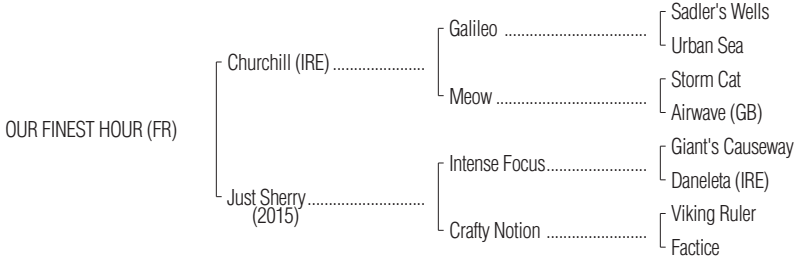 Sadler's Wells
Galileo ..................................
Urban Sea
Churchill (IRE) ......................
Storm Cat
Meow ....................................
Airwave (GB)
OUR FINEST HOUR (FR)
Giant's Causeway
Intense Focus........................
Daneleta (IRE)
Just Sherry ...........................
(2015)
Viking Ruler
Crafty Notion ........................
Factice